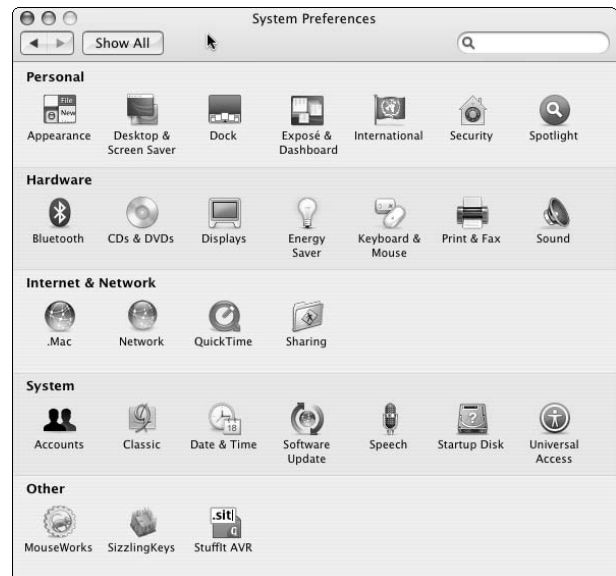 System Preferences
Show All
Personal
File
New
Appearance
Desktop &
Screen Saver
Dock
Exposé &
Dashboard
International
Security
Spotlight
Hardware
Bluetooth
CDs & DVDs
Displays
Energy
Saver
Keyboard &
Mouse
Print & Fax
Sound
Internet & Network
.Mac
Network
QuickTime
Sharing
System
18
Accounts
Classic
Date & Time
Software
Update
Speech
Startup Disk
Universal
Access
Other
.sit
MouseWorks
SizzlingKeys
StuffIt AVR